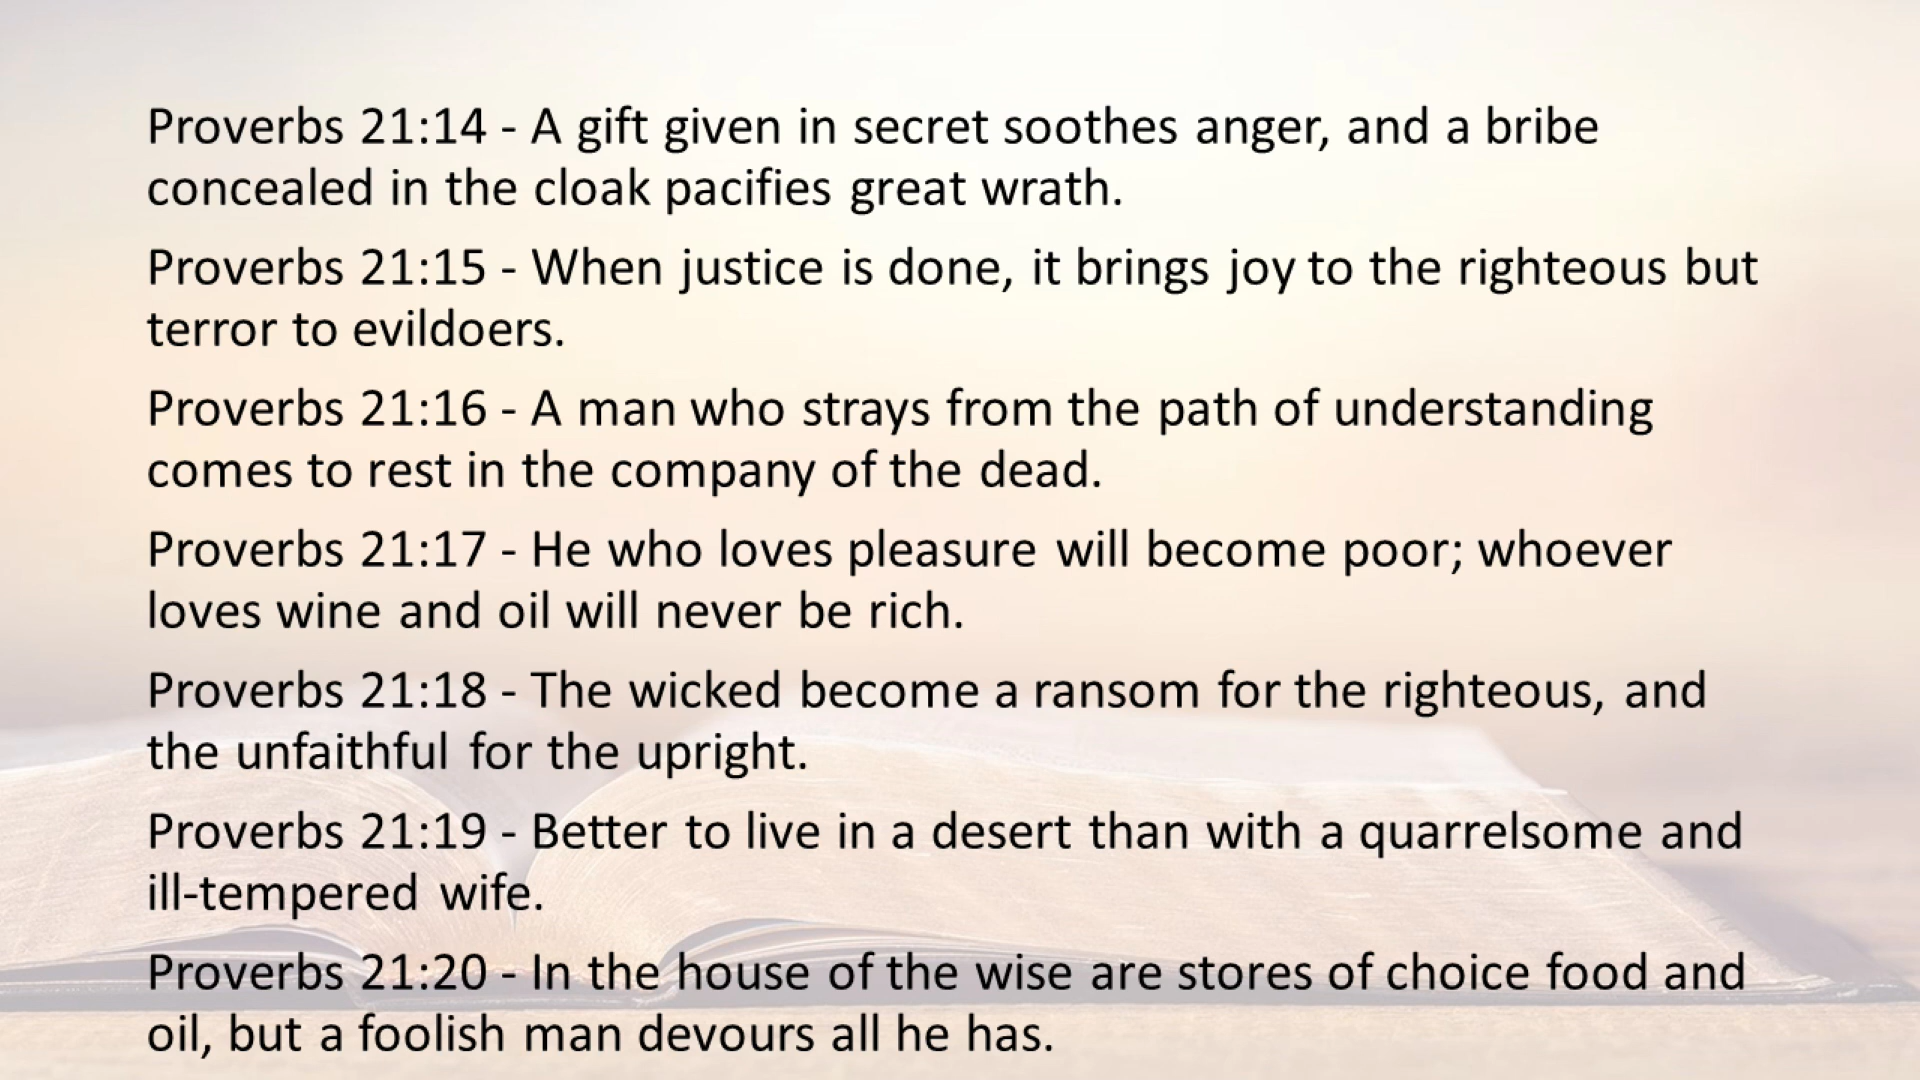 Proverbs 21:14 - A gift given in secret soothes anger, and a bribe
concealed in the cloak pacifies great wrath.
Proverbs 21:15 - When justice is done, it brings joy to the righteous but
terror to evildoers.
Proverbs 21:16 - A man who strays from the path of understanding
comes to rest in the company of the dead.
Proverbs 21:17 - He who loves pleasure will become poor; whoever
loves wine and oil will never be rich.
Proverbs 21:18 - The wicked become a ransom for the righteous, and
the unfaithful for the upright.
Proverbs 21:19 - Better to live in a desert than with a quarrelsome and
ill-tempered wife.
Proverbs 21:20 - In the house of the wise are stores of choice food and
oil, but a foolish man devours all he has.